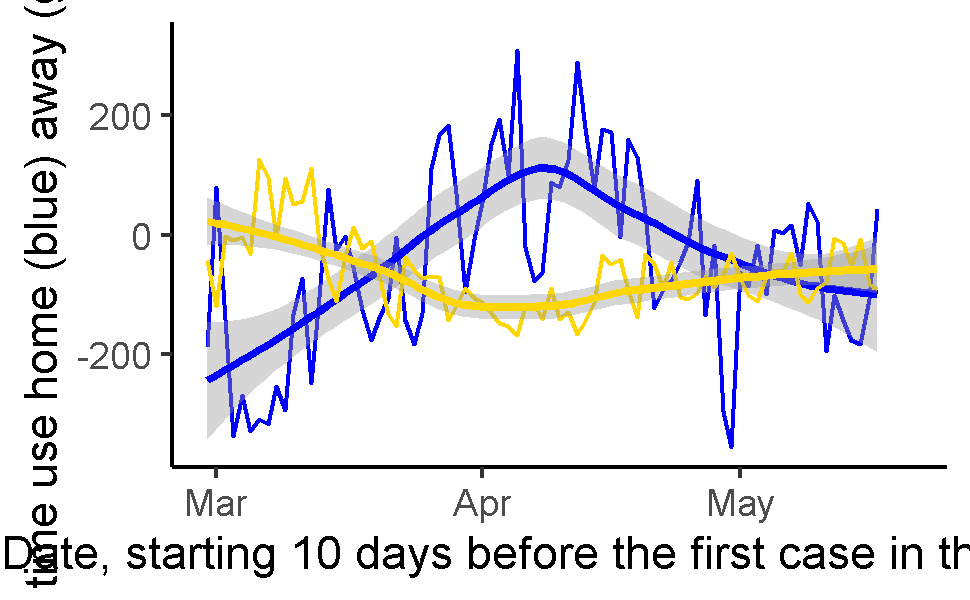 time use home (blue) away (
200
0
-200
Mar Apr May
Date, starting 10 days before the first case in th